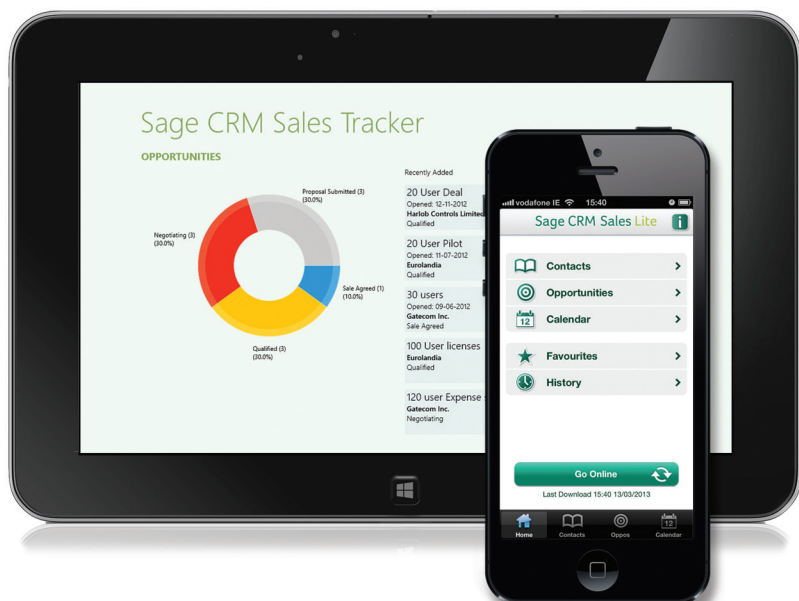 Sage CRM Sales Tracker
OPPORTUNITIES
Proposal Submitted (3)
(30.0%)
Negotiating (3)
(30.0%)
Sale Agreed (1)
(10.0%)
Qualified (3)
(30.0%)
Recently Added
20 User Deal
Opened: 12-11-2012
Harlob Controls Limited
Qualified
20 User Pilot
Opened: 11-07-2012
Eurolandia
Qualified
30 users
Opened: 09-06-2012
Gatecom Inc.
Sale Agreed
100 User licenses
Eurolandia
Qualified
120 user Expense
Gatecom Inc.
Negotiating
vodafone IE 15:40
Sage CRM Sales Lite i
Contacts
Opportunities
12 Calendar
Favourites
History
Go Online
Last Download 15:40 13/03/2013
12
Home Contacts Oppos Calendar